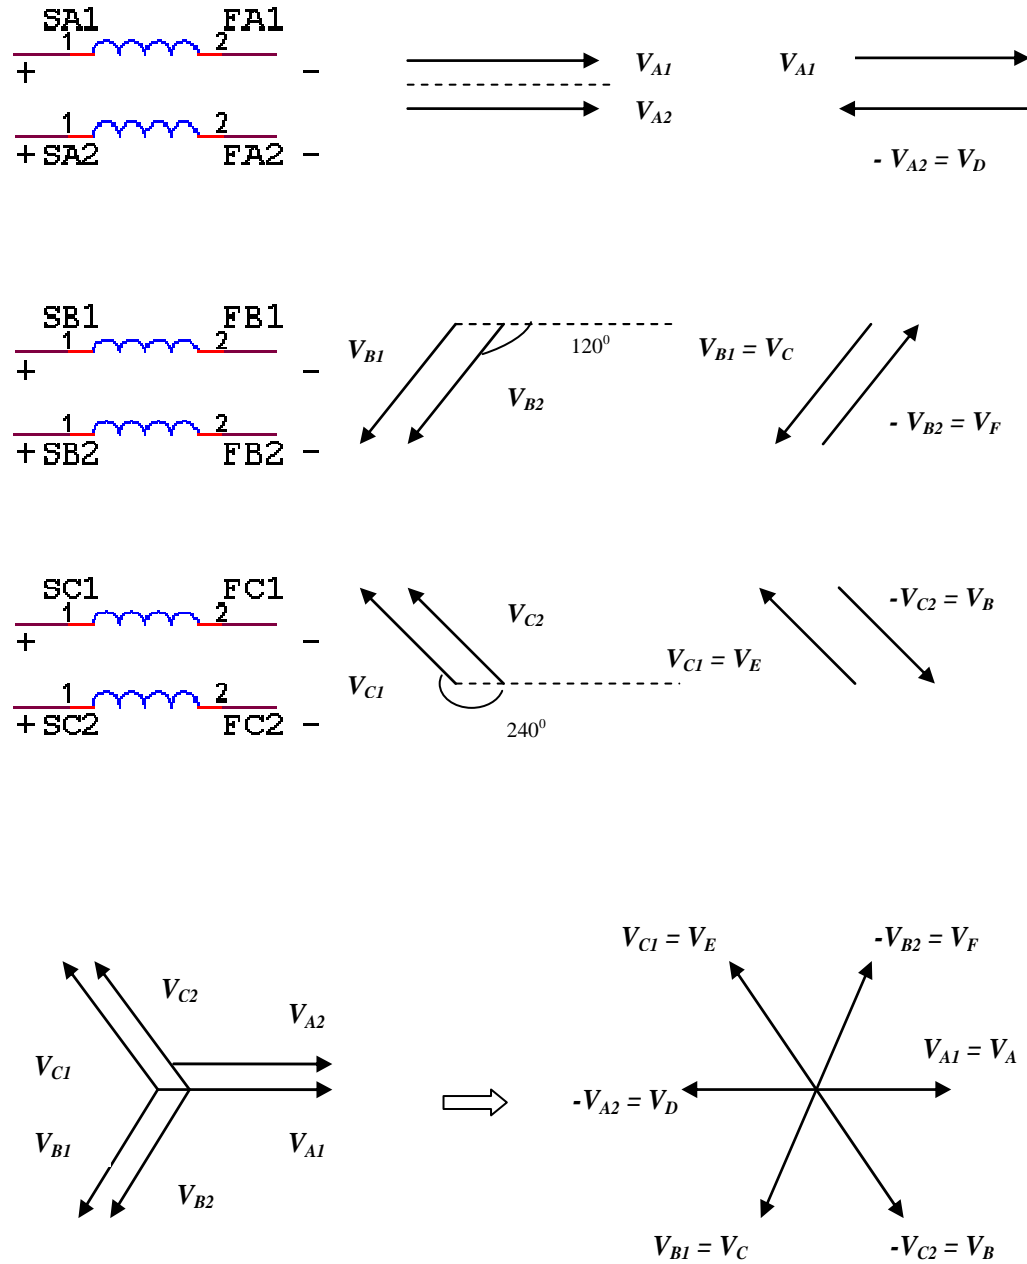 SA1 FA1
1 2
+ −
V_A1
V_A1
V_A2
1 2
+ SA2 FA2 −
- V_A2 = V_D
SB1 FB1
1 2
+ −
V_B1
120⁰
V_B1 = V_C
V_B2
- V_B2 = V_F
1 2
+ SB2 FB2 −
SC1 FC1
1 2
+ −
V_C2
-V_C2 = V_B
V_C1 = V_E
V_C1
1 2
+ SC2 FC2 −
240⁰
V_C1 = V_E
-V_B2 = V_F
V_C2
V_A2
V_C1
V_A1 = V_A
-V_A2 = V_D
V_B1
V_A1
V_B2
V_B1 = V_C
-V_C2 = V_B